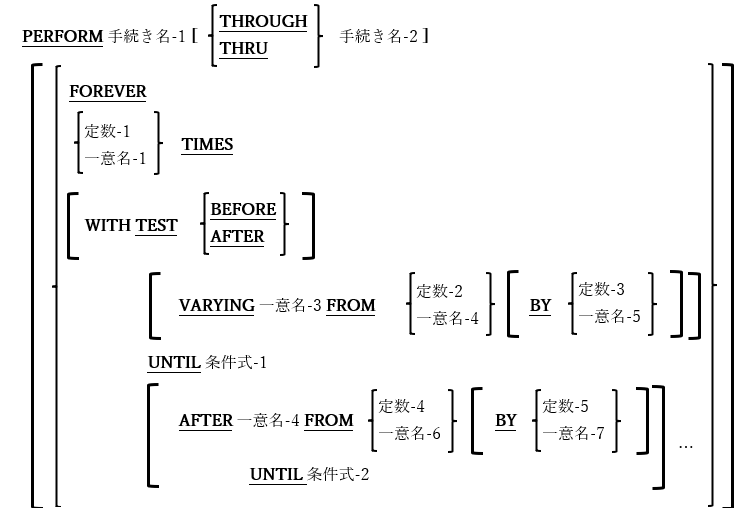 THROUGH
PERFORM 手続き名-1 [ 手続き名-2 ]
THRU
FOREVER
定数-1
一意名-1 TIMES
WITH TEST BEFORE
AFTER
VARYING 一意名-3 FROM 定数-2 BY 定数-3
一意名-4 一意名-5
UNTIL 条件式-1
AFTER 一意名-4 FROM 定数-4 BY 定数-5
一意名-6 一意名-7 …
UNTIL 条件式-2